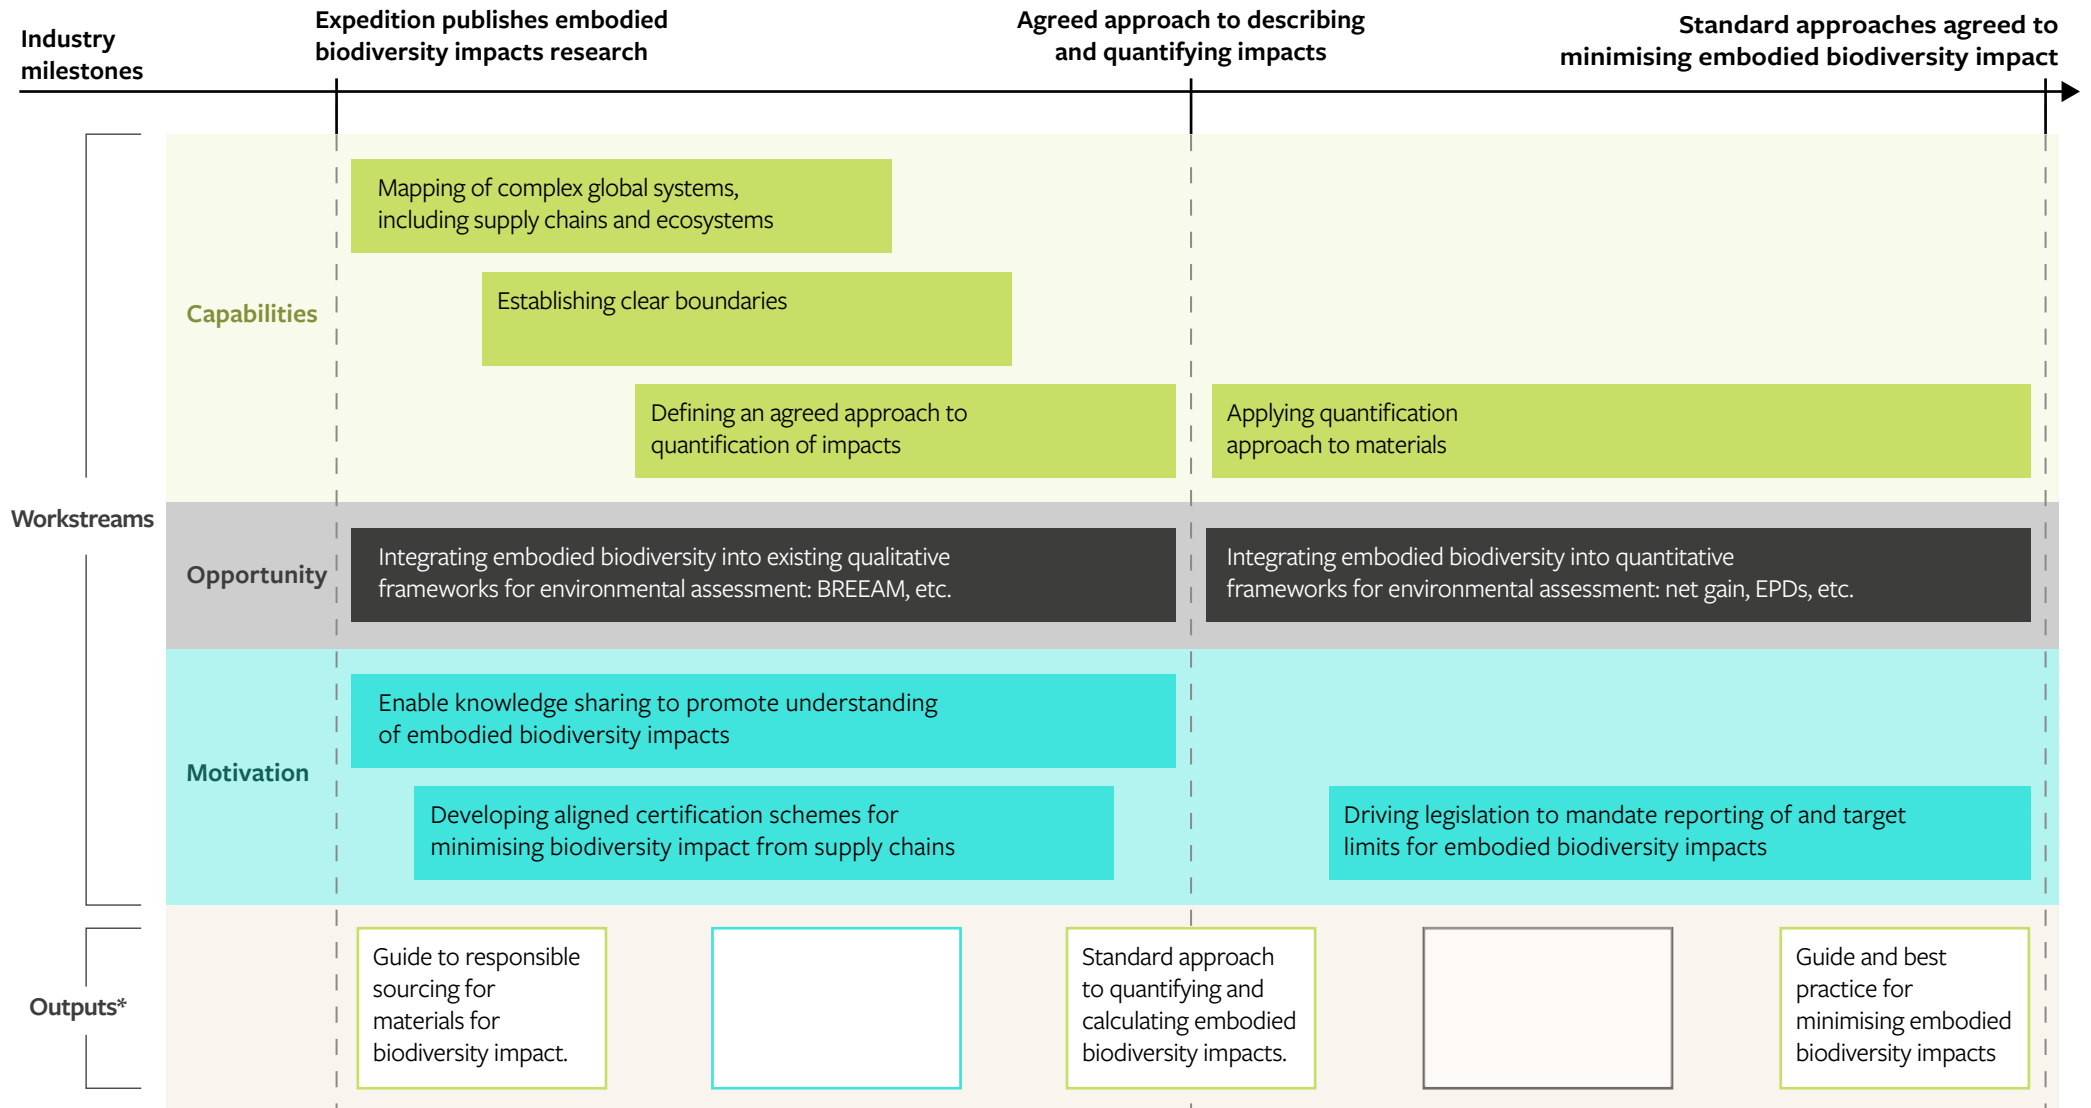 Industry
milestones
Expedition publishes embodied
biodiversity impacts research
Agreed approach to describing
and quantifying impacts
Standard approaches agreed to
minimising embodied biodiversity impact
Workstreams
Capabilities
Mapping of complex global systems,
including supply chains and ecosystems
Establishing clear boundaries
Defining an agreed approach to
quantification of impacts
Applying quantification
approach to materials
Opportunity
Integrating embodied biodiversity into existing qualitative
frameworks for environmental assessment: BREEAM, etc.
Integrating embodied biodiversity into quantitative
frameworks for environmental assessment: net gain, EPDs, etc.
Motivation
Enable knowledge sharing to promote understanding
of embodied biodiversity impacts
Developing aligned certification schemes for
minimising biodiversity impact from supply chains
Driving legislation to mandate reporting of and target
limits for embodied biodiversity impacts
Outputs*
Guide to responsible
sourcing for
materials for
biodiversity impact.
Standard approach
to quantifying and
calculating embodied
biodiversity impacts.
Guide and best
practice for
minimising embodied
biodiversity impacts